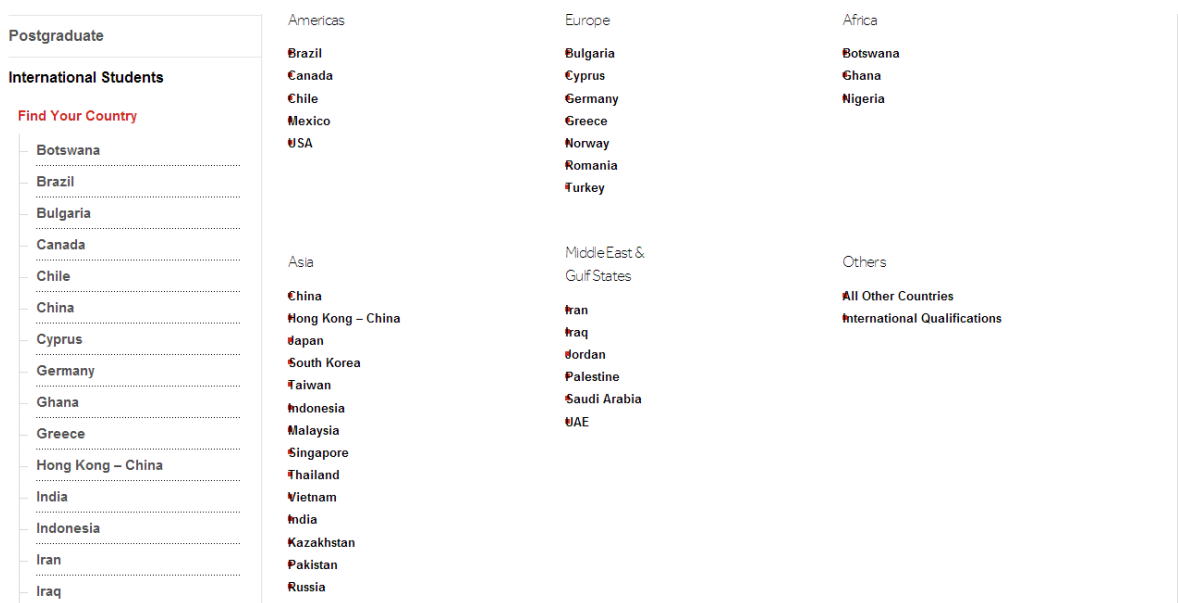 Postgraduate
International Students
Find Your Country
Botswana
Brazil
Bulgaria
Canada
Chile
China
Cyprus
Germany
Ghana
Greece
Hong Kong – China
India
Indonesia
Iran
Iraq
Americas
Brazil
Canada
Chile
Mexico
USA
Europe
Bulgaria
Cyprus
Germany
Greece
Norway
Romania
Turkey
Africa
Botswana
Ghana
Nigeria
Asia
China
Hong Kong – China
Japan
South Korea
Taiwan
Indonesia
Malaysia
Singapore
Thailand
Vietnam
India
Kazakhstan
Pakistan
Russia
Middle East &
Gulf States
Iran
Iraq
Jordan
Palestine
Saudi Arabia
UAE
Others
All Other Countries
International Qualifications